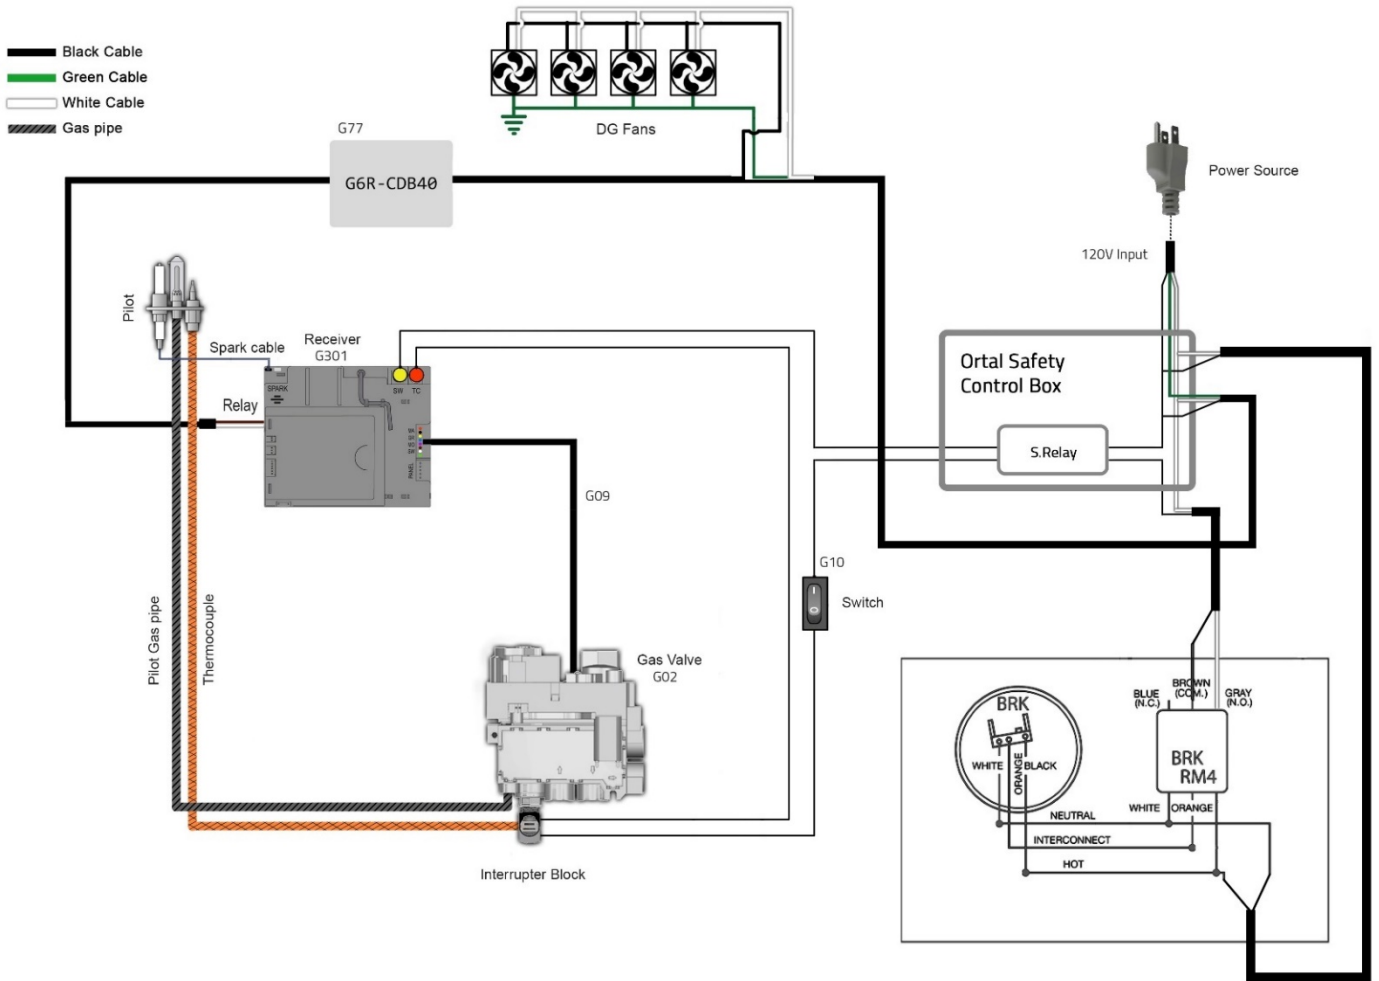 Black Cable
Green Cable
White Cable
Gas pipe
DG Fans
G77
G6R-CDB40
Power Source
120V Input
Pilot
Spark cable
Receiver
G301
SPARK
SW
TC
Relay
PANEL
Ortal Safety
Control Box
S.Relay
G09
G10
Switch
Pilot Gas pipe
Thermocouple
Gas Valve
G02
Interrupter Block
BRK
WHITE
ORANGE
BLACK
BLUE
(N.C.)
BROWN
(COM.)
GRAY
(N.O.)
BRK
RM4
WHITE
ORANGE
NEUTRAL
INTERCONNECT
HOT